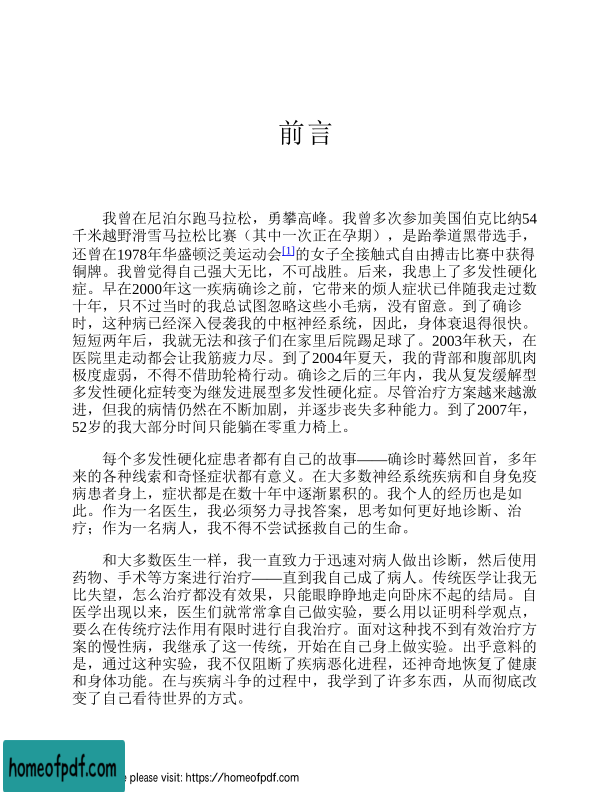 前言
我曾在尼泊尔跑马拉松，勇攀高峰。我曾多次参加美国伯克比纳54
千米越野滑雪马拉松比赛（其中一次正在孕期），是跆拳道黑带选手，
还曾在1978年华盛顿泛美运动会[1]的女子全接触式自由搏击比赛中获得
铜牌。我曾觉得自己强大无比，不可战胜。后来，我患上了多发性硬化
症。早在2000年这一疾病确诊之前，它带来的烦人症状已伴随我走过数
十年，只不过当时的我总试图忽略这些小毛病，没有留意。到了确诊
时，这种病已经深入侵袭我的中枢神经系统，因此，身体衰退得很快。
短短两年后，我就无法和孩子们在家里后院踢足球了。2003年秋天，在
医院里走动都会让我筋疲力尽。到了2004年夏天，我的背部和腹部肌肉
极度虚弱，不得不借助轮椅行动。确诊之后的三年内，我从复发缓解型
多发性硬化症转变为继发进展型多发性硬化症。尽管治疗方案越来越激
进，但我的病情仍然在不断加剧，并逐步丧失多种能力。到了2007年，
52岁的我大部分时间只能躺在零重力椅上。
每个多发性硬化症患者都有自己的故事——确诊时蓦然回首，多年
来的各种线索和奇怪症状都有意义。在大多数神经系统疾病和自身免疫
病患者身上，症状都是在数十年中逐渐累积的。我个人的经历也是如
此。作为一名医生，我必须努力寻找答案，思考如何更好地诊断、治
疗；作为一名病人，我不得不尝试拯救自己的生命。
和大多数医生一样，我一直致力于迅速对病人做出诊断，然后使用
药物、手术等方案进行治疗——直到我自己成了病人。传统医学让我无
比失望，怎么治疗都没有效果，只能眼睁睁地走向卧床不起的结局。自
医学出现以来，医生们就常常拿自己做实验，要么用以证明科学观点，
要么在传统疗法作用有限时进行自我治疗。面对这种找不到有效治疗方
案的慢性病，我继承了这一传统，开始在自己身上做实验。出乎意料的
是，通过这种实验，我不仅阻断了疾病恶化进程，还神奇地恢复了健康
和身体功能。在与疾病斗争的过程中，我学到了许多东西，从而彻底改
变了自己看待世界的方式。
homeofpdf.com
e please visit: https://homeofpdf.com